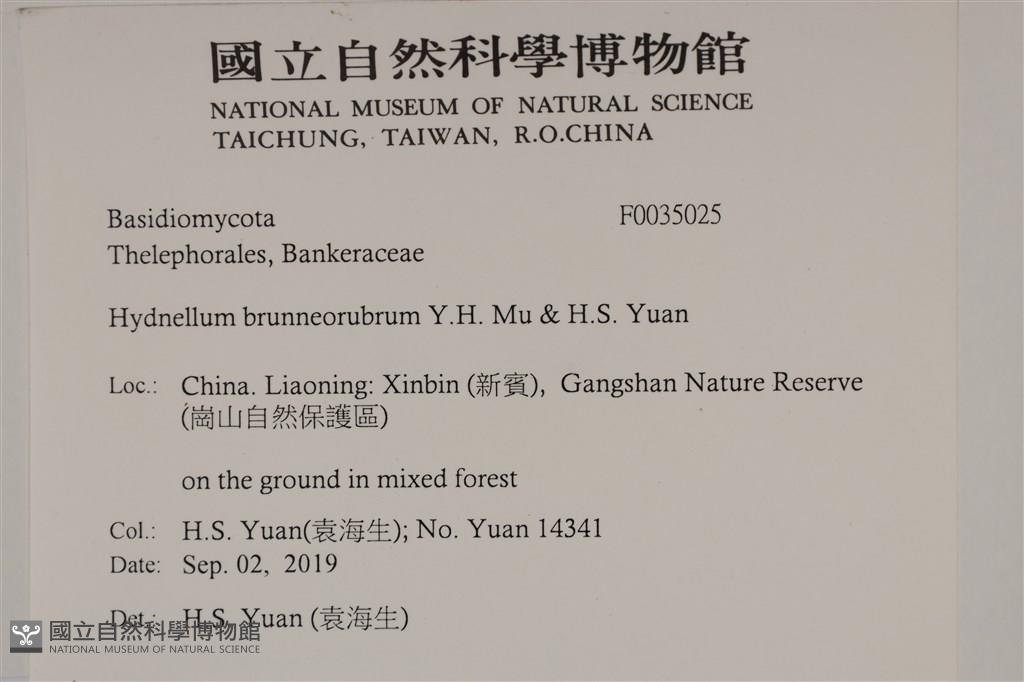 國立自然科學博物館
NATIONAL MUSEUM OF NATURAL SCIENCE
TAICHUNG, TAIWAN, R.O.CHINA
Basidiomycota F0035025
Thelephorales, Bankeraceae
Hydnellum brunneorubrum Y.H. Mu & H.S. Yuan
Loc.: China. Liaoning: Xinbin (新賓), Gangshan Nature Reserve
(崗山自然保護區)
on the ground in mixed forest
Col.: H.S. Yuan(袁海生); No. Yuan 14341
Date: Sep. 02, 2019
Det.: H.S. Yuan (袁海生)
國立自然科學博物館
NATIONAL MUSEUM OF NATURAL SCIENCE